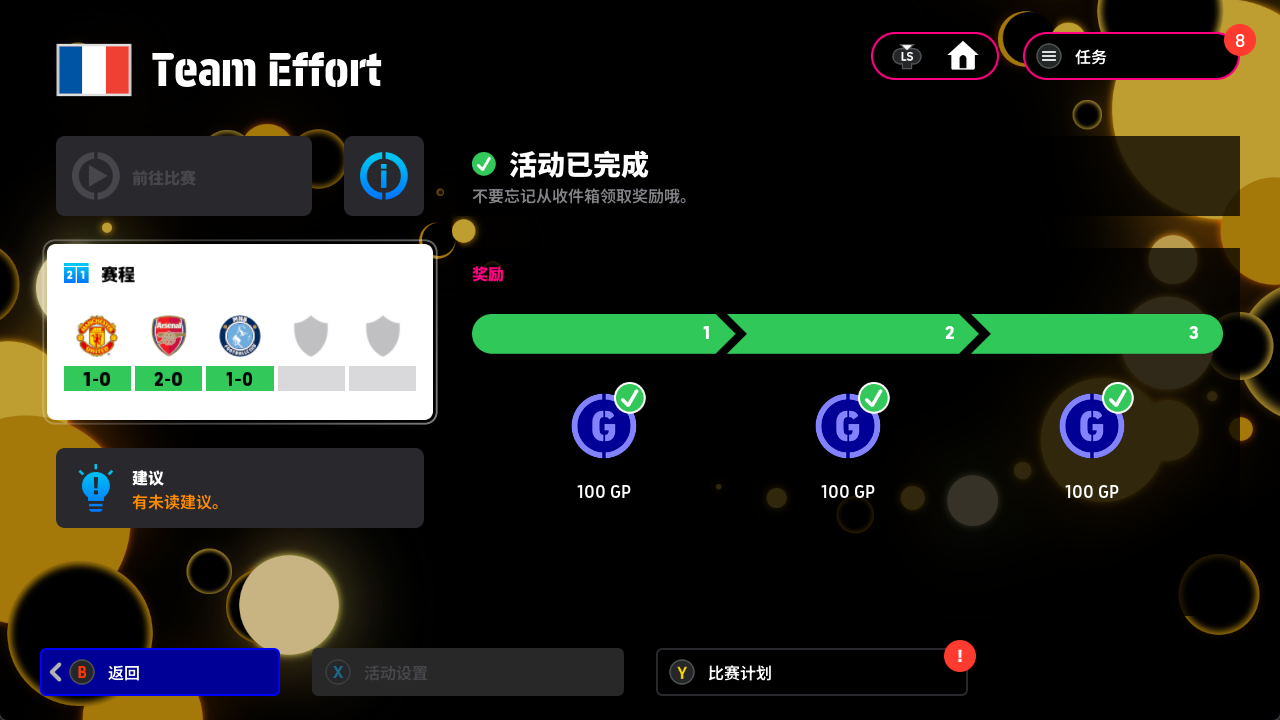 Team Effort
LS
任务
8
前往比赛
活动已完成
不要忘记从收件箱领取奖励哦。
21 赛程
奖励
1
2
3
Arsenal
1-0
2-0
1-0
G
G
G
100 GP
100 GP
100 GP
建议
有未读建议。
B 返回
X 活动设置
Y 比赛计划
!